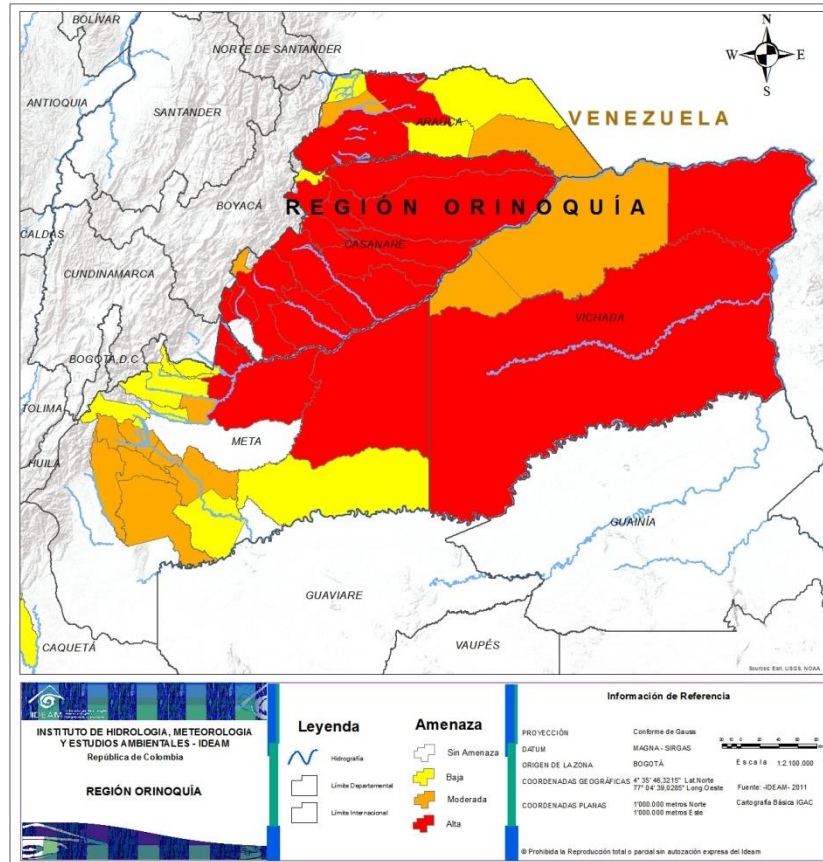 BOLÍVAR
NORTE DE SANTANDER
N
W
E
S
ANTIOQUIA
SANTANDER
ARAUCA
VENEZUELA
BOYACÁ
REGIÓN ORINOQUÍA
CALDAS
CASANARE
CUNDINAMARCA
VICHADA
BOGOTÁ D.C
TOLIMA
META
HUILA
GUAINÍA
GUAVIARE
CAQUETÁ
VAUPÉS
Sources: Esri, USGS, NOAA
IDEAM
INSTITUTO DE HIDROLOGIA, METEOROLOGIA
Y ESTUDIOS AMBIENTALES - IDEAM
República de Colombia
REGIÓN ORINOQUÍA
Leyenda
Hidrografía
Límite Departamental
Límite Internacional
Amenaza
Sin Amenaza
Baja
Moderada
Alta
Información de Referencia
PROYECCIÓN Conforme de Gauss
DATUM MAGNA - SIRGAS
ORIGEN DE LA ZONA BOGOTÁ
Escala 1:2.100.000
COORDENADAS GEOGRÁFICAS 4° 35' 46,3215" Lat.Norte
77° 04' 39,0285" Long.Oeste
Fuente: -IDEAM- 2011
COORDENADAS PLANAS 1'000.000 metros Norte
1'000.000 metros Este
Cartografía Básica IGAC
© Prohibida la Reproducción total o parcial sin autozación expresa del Ideam